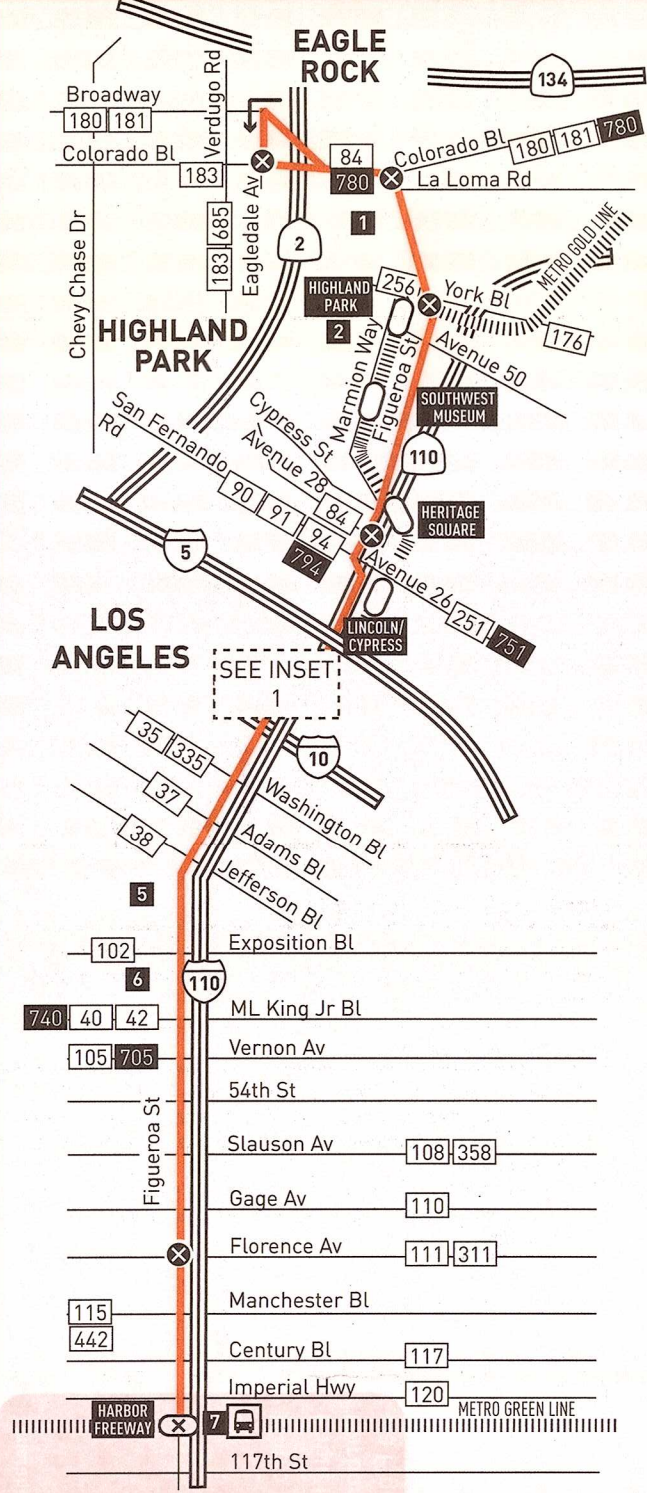 EAGLE
ROCK
134
Broadway
180 181
Verdugo Rd
Colorado Bl
183
84
780
Colorado Bl
180 181 780
La Loma Rd
1
2
183 685
Eagledale Av
Chevy Chase Dr
HIGHLAND
PARK
2
256
York Bl
METRO GOLD LINE
176
HIGHLAND
PARK
Avenue 50
Marmion Way
Figueroa St
SOUTHWEST
MUSEUM
110
Cypress St
Avenue 28
84
San Fernando
Rd
90 91 94
794
HERITAGE
SQUARE
5
Avenue 26
251 751
LINCOLN/
CYPRESS
LOS
ANGELES
SEE INSET
1
10
35 335
Washington Bl
37
Adams Bl
38
Jefferson Bl
5
Exposition Bl
102
6
110
740 40 42
ML King Jr Bl
105 705
Vernon Av
54th St
Figueroa St
Slauson Av
108 358
Gage Av
110
Florence Av
111 311
Manchester Bl
115
442
Century Bl
117
Imperial Hwy
120
METRO GREEN LINE
HARBOR
FREEWAY
7
117th St